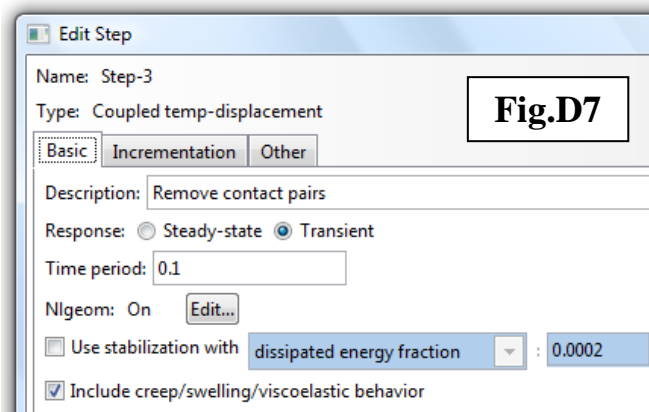 Edit Step
Name: Step-3
Type: Coupled temp-displacement
Fig.D7
Basic Incrementation Other
Description: Remove contact pairs
Response: Steady-state Transient
Time period: 0.1
Nlgeom: On Edit...
Use stabilization with dissipated energy fraction : 0.0002
Include creep/swelling/viscoelastic behavior